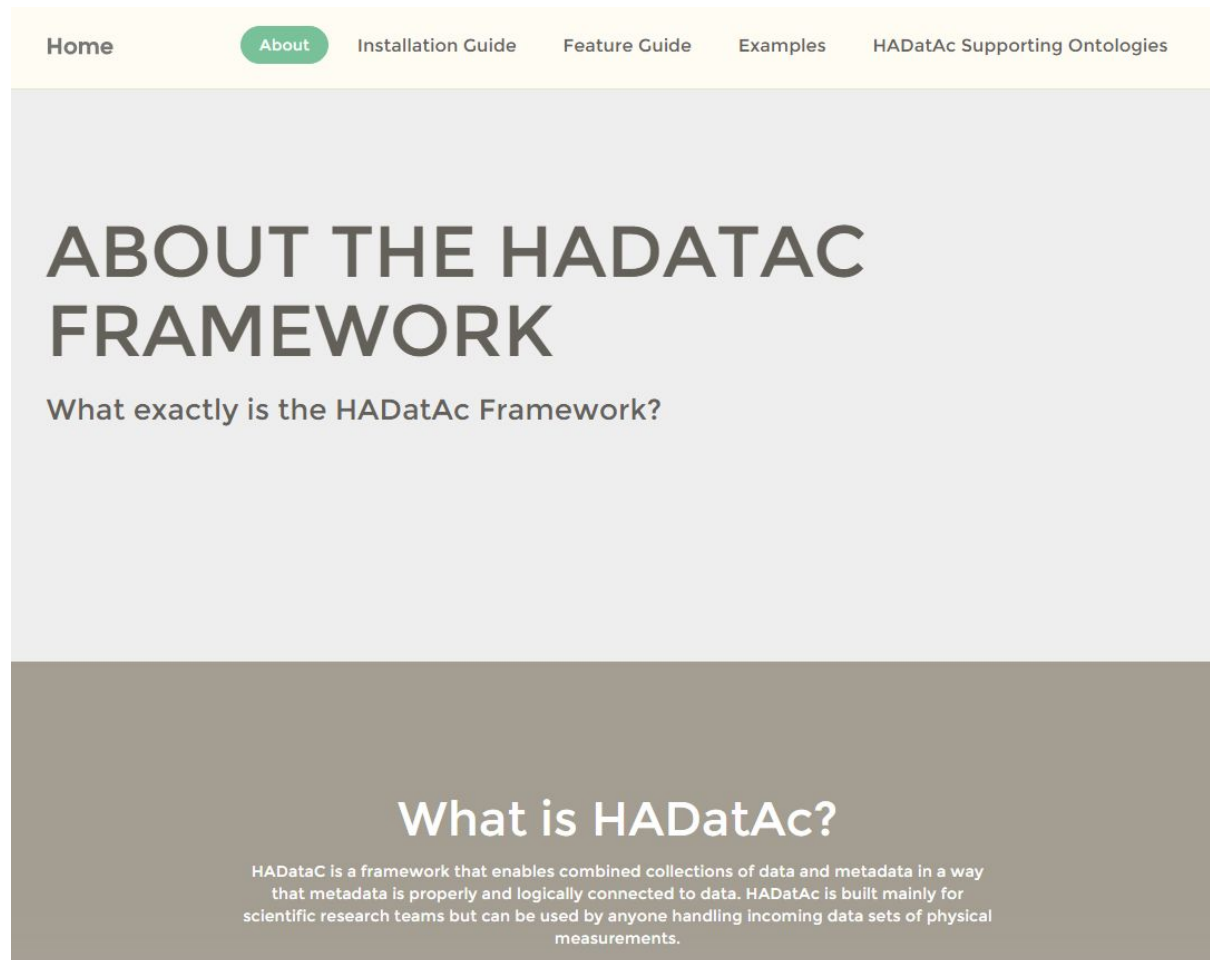 Home About Installation Guide Feature Guide Examples HADatAc Supporting Ontologies
ABOUT THE HADATAC
FRAMEWORK
What exactly is the HADatAc Framework?
What is HADatAc?
HADataC is a framework that enables combined collections of data and metadata in a way
that metadata is properly and logically connected to data. HADatAc is built mainly for
scientific research teams but can be used by anyone handling incoming data sets of physical
measurements.